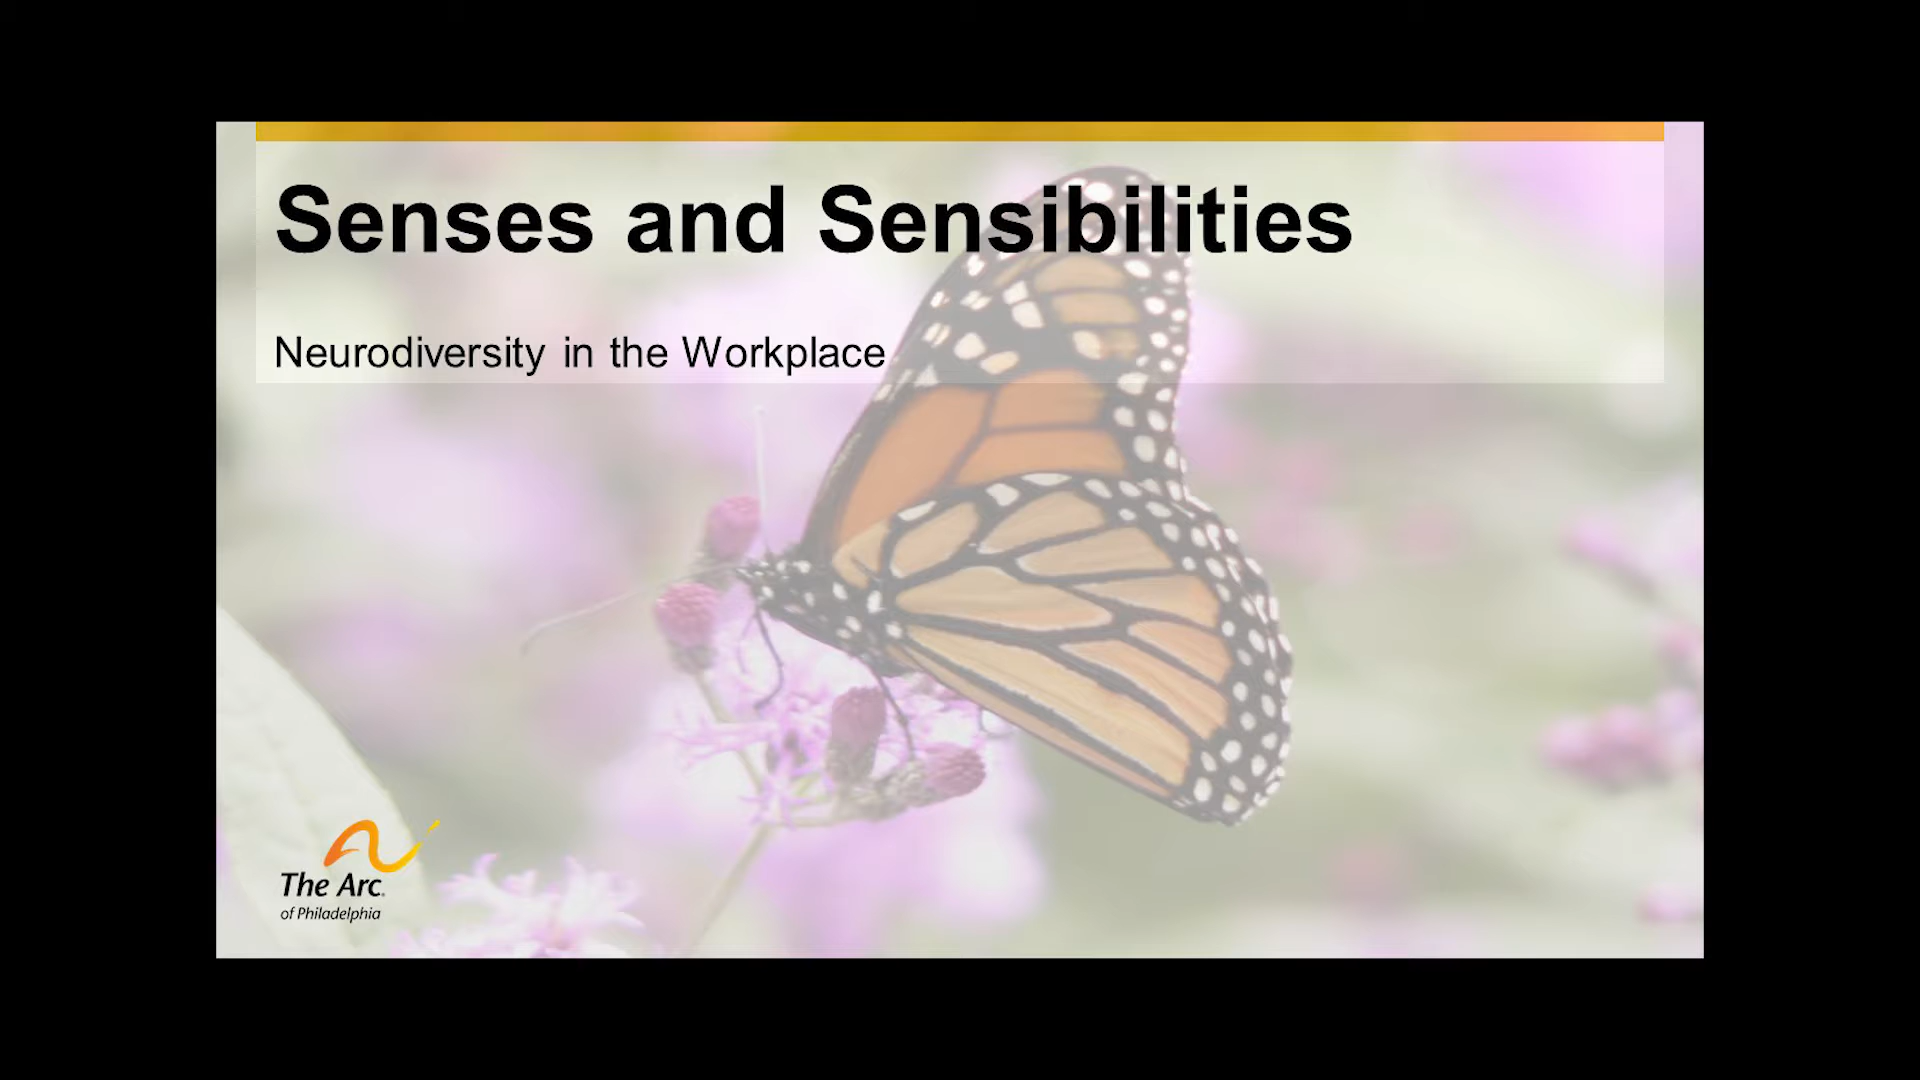 Senses and Sensibilities
Neurodiversity in the Workplace
The Arc.
of Philadelphia